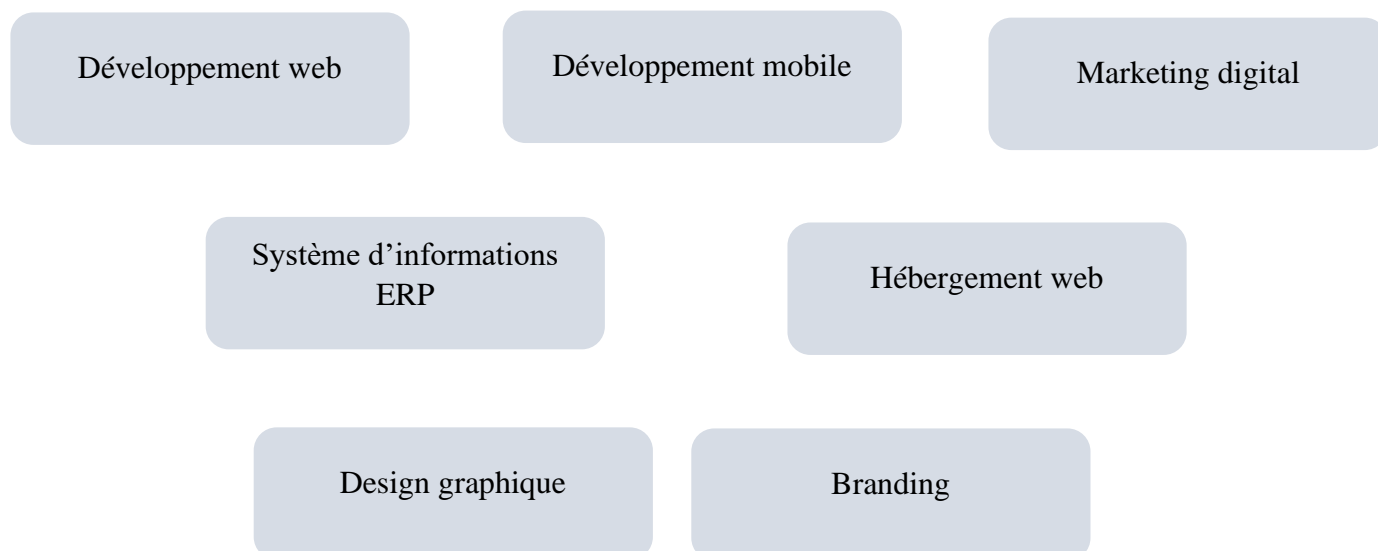 Développement web
Développement mobile
Marketing digital
Système d’informations
ERP
Hébergement web
Design graphique
Branding